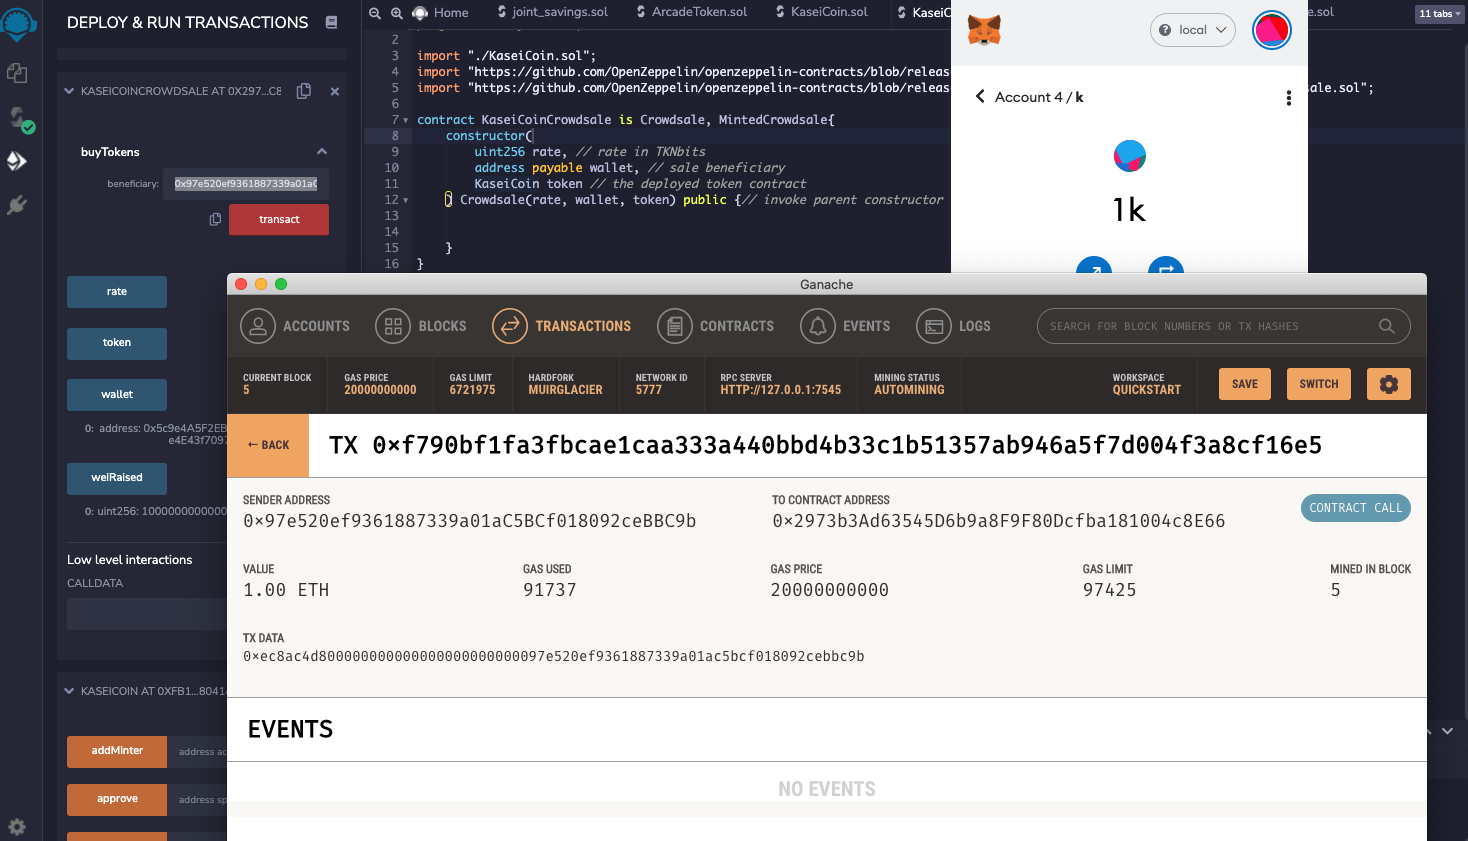 DEPLOY & RUN TRANSACTIONS
KASEICOINCROWDSALE AT 0X297...C8
buyTokens
beneficiary:
0x97e520ef9361887339a01aC
transact
rate
token
wallet
0: address: 0x5c9e4A5F2EB
e4E43f7097
weiRaised
0: uint256: 1000000000000
Low level interactions
CALLDATA
KASEICOIN AT 0XFB1...80414
addMinter
address ac
approve
address sp
Home
joint_savings.sol
ArcadeToken.sol
KaseiCoin.sol
KaseiC
e.sol
11 tabs
2
3 import "./KaseiCoin.sol";
4 import "https://github.com/OpenZeppelin/openzeppelin-contracts/blob/releas
5 import "https://github.com/OpenZeppelin/openzeppelin-contracts/blob/releas
sale.sol";
6
7 contract KaseiCoinCrowdsale is Crowdsale, MintedCrowdsale{
8 constructor(
9 uint256 rate, // rate in TKNbits
10 address payable wallet, // sale beneficiary
11 KaseiCoin token // the deployed token contract
12 ) Crowdsale(rate, wallet, token) public {// invoke parent constructor
13
14
15 }
16 }
local
Account 4 / k
1k
Ganache
ACCOUNTS
BLOCKS
TRANSACTIONS
CONTRACTS
EVENTS
LOGS
SEARCH FOR BLOCK NUMBERS OR TX HASHES
CURRENT BLOCK
5
GAS PRICE
20000000000
GAS LIMIT
6721975
HARDFORK
MUIRGLACIER
NETWORK ID
5777
RPC SERVER
HTTP://127.0.0.1:7545
MINING STATUS
AUTOMINING
WORKSPACE
QUICKSTART
SAVE
SWITCH
← BACK
TX 0×f790bf1fa3fbcae1caa333a440bbd4b33c1b51357ab946a5f7d004f3a8cf16e5
SENDER ADDRESS
0×97e520ef9361887339a01aC5BCf018092ceBBC9b
TO CONTRACT ADDRESS
0×2973b3Ad63545D6b9a8F9F80Dcfba181004c8E66
CONTRACT CALL
VALUE
1.00 ETH
GAS USED
91737
GAS PRICE
20000000000
GAS LIMIT
97425
MINED IN BLOCK
5
TX DATA
0×ec8ac4d800000000000000000000000097e520ef9361887339a01ac5bcf018092cebbc9b
EVENTS
NO EVENTS